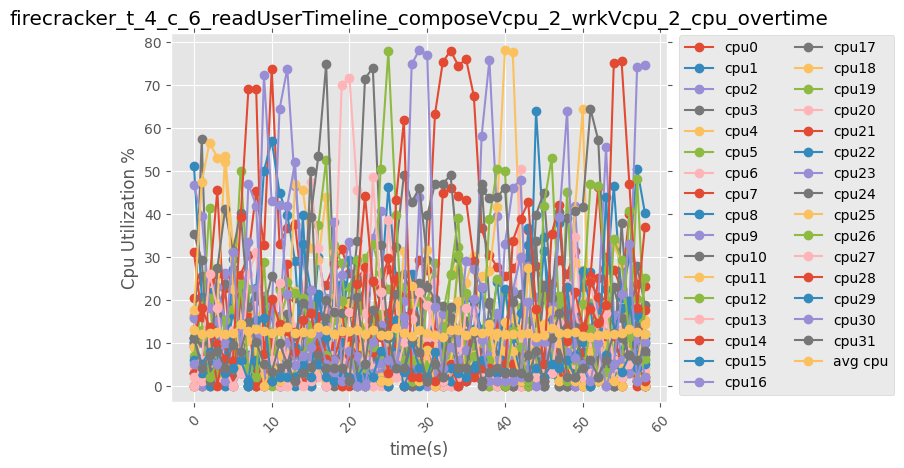 firecracker_t_4_c_6_readUserTimeline_composeVcpu_2_wrkVcpu_2_cpu_overtime
80
70
60
50
40
30
20
10
0
Cpu Utilization %
0
10
20
30
40
50
60
time(s)
cpu0
cpu1
cpu2
cpu3
cpu4
cpu5
cpu6
cpu7
cpu8
cpu9
cpu10
cpu11
cpu12
cpu13
cpu14
cpu15
cpu16
cpu17
cpu18
cpu19
cpu20
cpu21
cpu22
cpu23
cpu24
cpu25
cpu26
cpu27
cpu28
cpu29
cpu30
cpu31
avg cpu